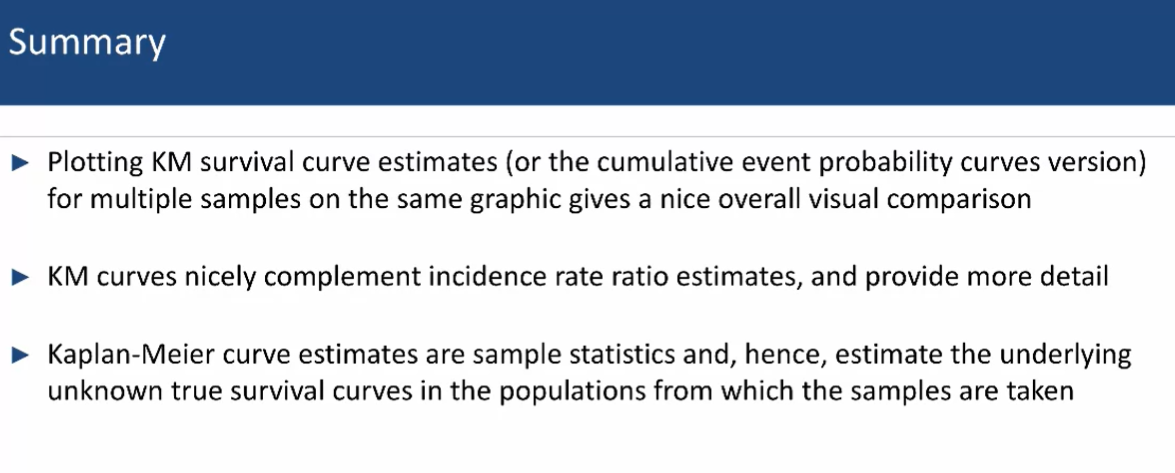 Summary
► Plotting KM survival curve estimates (or the cumulative event probability curves version)
for multiple samples on the same graphic gives a nice overall visual comparison
► KM curves nicely complement incidence rate ratio estimates, and provide more detail
► Kaplan-Meier curve estimates are sample statistics and, hence, estimate the underlying
unknown true survival curves in the populations from which the samples are taken